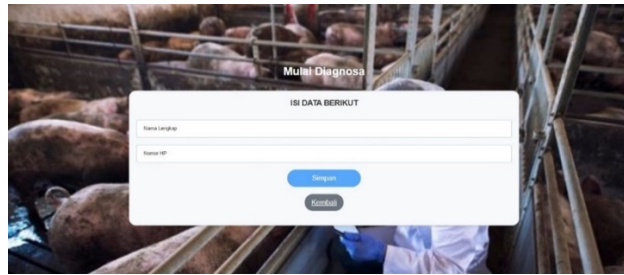 Mulai Diagnosa
ISI DATA BERIKUT
Nama Lengkap
Nomor HP
Simpan
Kembali